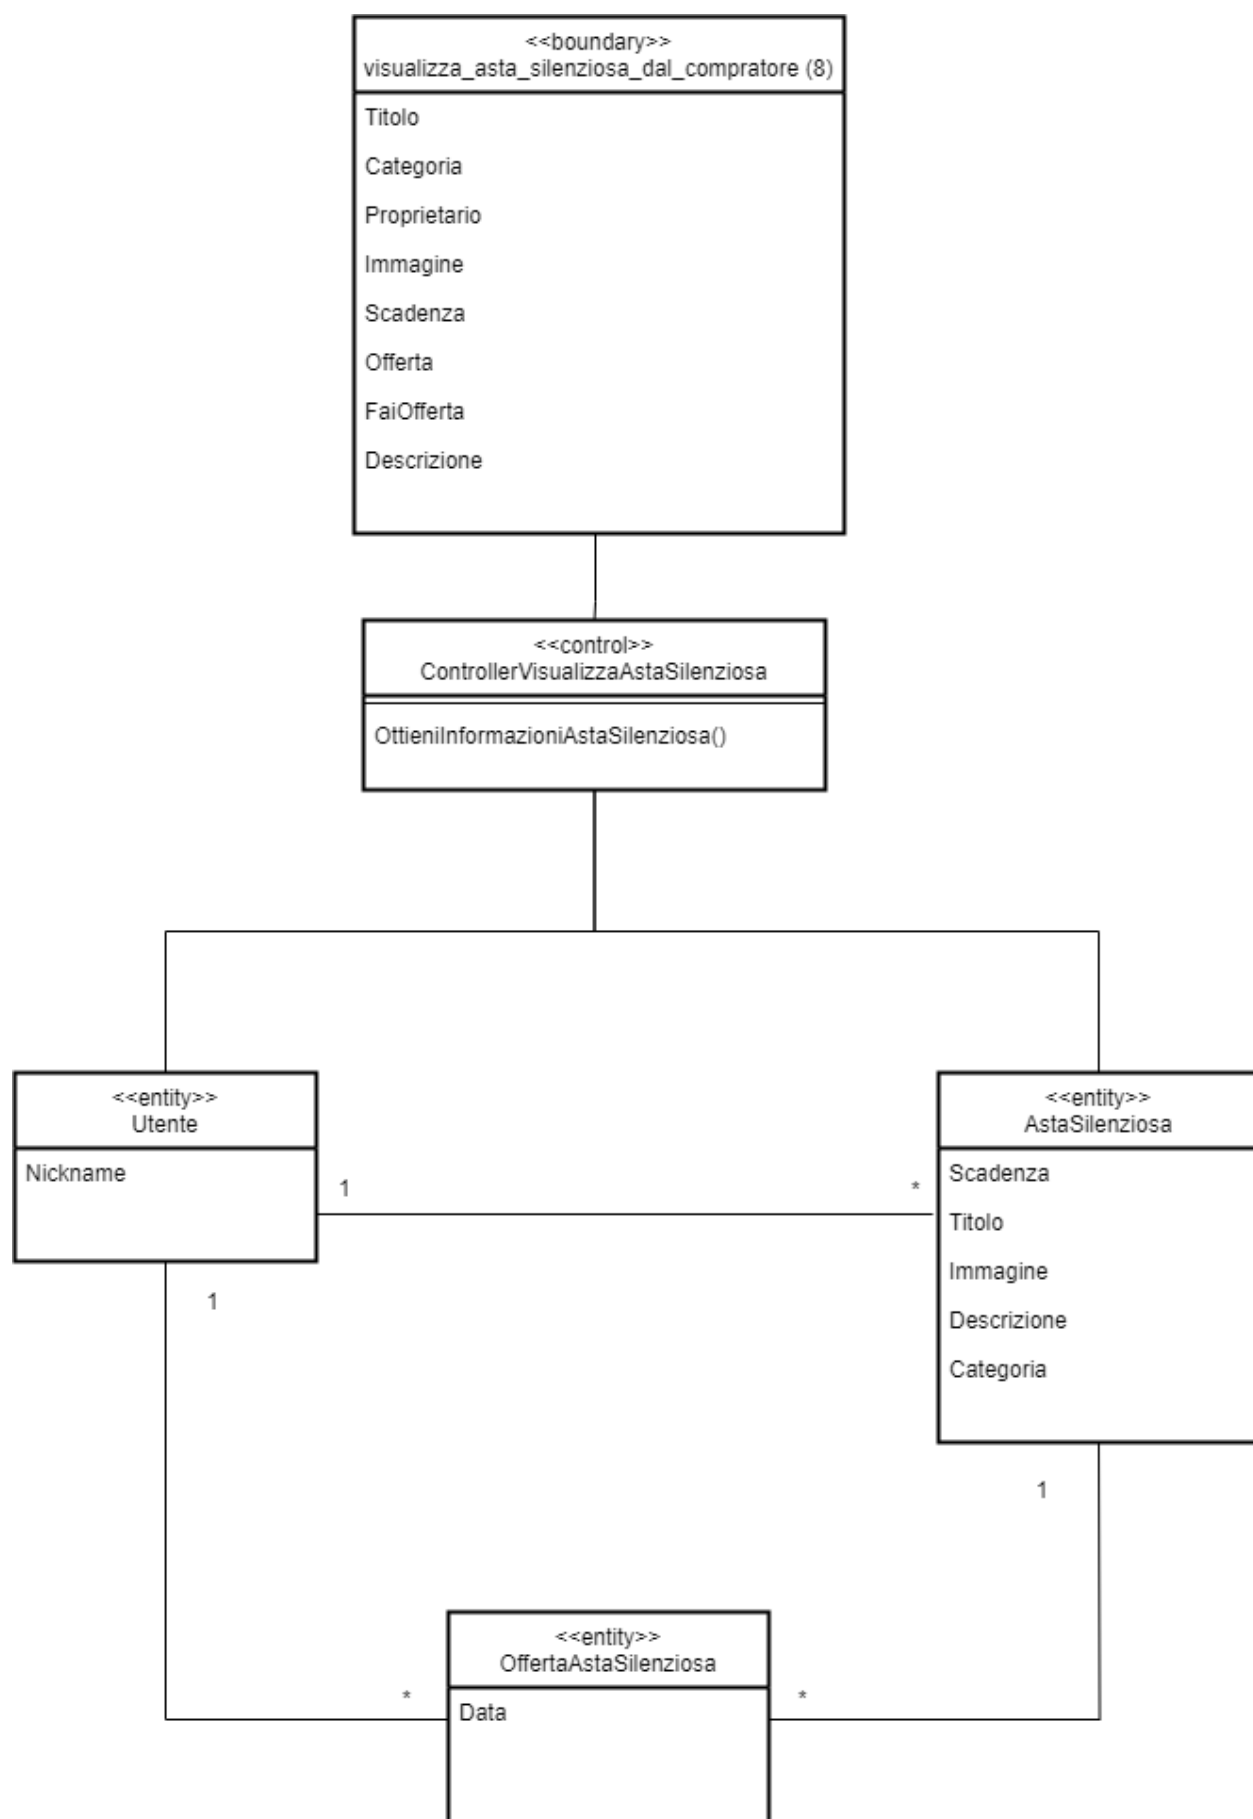 <<boundary>>
visualizza_asta_silenziosa_dal_compratore (8)
Titolo
Categoria
Proprietario
Immagine
Scadenza
Offerta
FaiOfferta
Descrizione
<<control>>
ControllerVisualizzaAstaSilenziosa
OttieniInformazioniAstaSilenziosa()
<<entity>>
Utente
Nickname
1
*
<<entity>>
AstaSilenziosa
Scadenza
Titolo
Immagine
Descrizione
Categoria
1
1
<<entity>>
OffertaAstaSilenziosa
Data
*
*